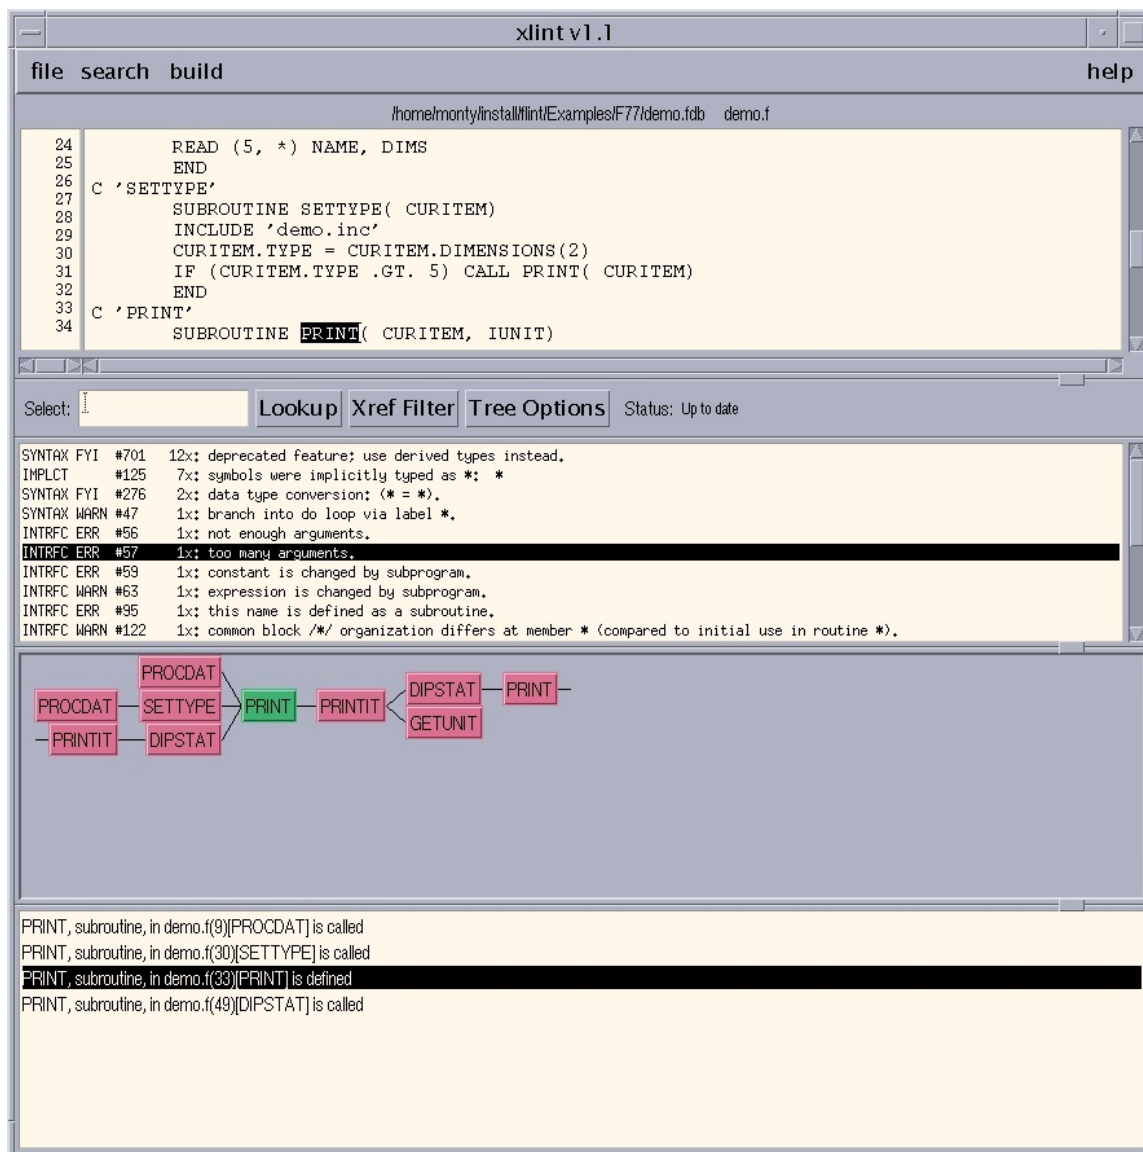 xlint v1.1
file search build help
/home/monty/install/flint/Examples/F77/demo.fdb demo.f
24 READ (5, *) NAME, DIMS
25 END
26 C 'SETTYPE'
27 SUBROUTINE SETTYPE( CURITEM)
28 INCLUDE 'demo.inc'
29 CURITEM.TYPE = CURITEM.DIMENSIONS(2)
30 IF (CURITEM.TYPE .GT. 5) CALL PRINT( CURITEM)
31 END
32 C 'PRINT'
33 SUBROUTINE PRINT( CURITEM, IUNIT)
34
Select: Lookup Xref Filter Tree Options Status: Up to date
SYNTAX FYI #701 12x: deprecated feature; use derived types instead.
IMPLCT #125 7x: symbols were implicitly typed as *: *
SYNTAX FYI #276 2x: data type conversion: (* = *).
SYNTAX WARN #47 1x: branch into do loop via label *.
INTRFC ERR #56 1x: not enough arguments.
INTRFC ERR #57 1x: too many arguments.
INTRFC ERR #59 1x: constant is changed by subprogram.
INTRFC WARN #63 1x: expression is changed by subprogram.
INTRFC ERR #95 1x: this name is defined as a subroutine.
INTRFC WARN #122 1x: common block /*/ organization differs at member * (compared to initial use in routine *).
PROCDAT
DIPSTAT PRINT
PROCDAT SETTYPE PRINT PRINTIT
GETUNIT
PRINTIT DIPSTAT
PRINT, subroutine, in demo.f(9)[PROCDAT] is called
PRINT, subroutine, in demo.f(30)[SETTYPE] is called
PRINT, subroutine, in demo.f(33)[PRINT] is defined
PRINT, subroutine, in demo.f(49)[DIPSTAT] is called